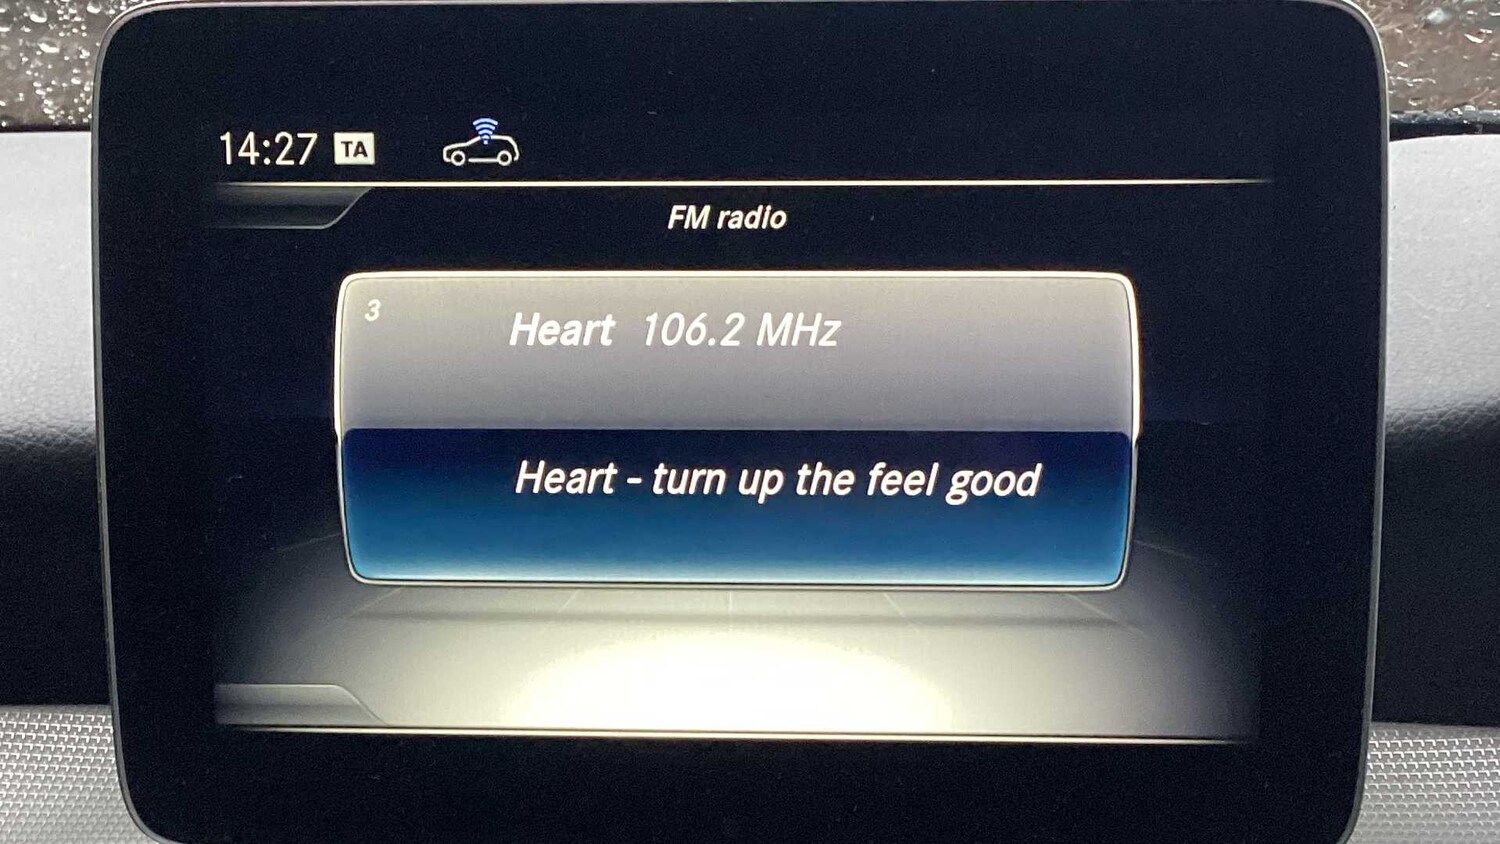 14:27 TA
FM radio
3
Heart 106.2 MHz
Heart - turn up the feel good